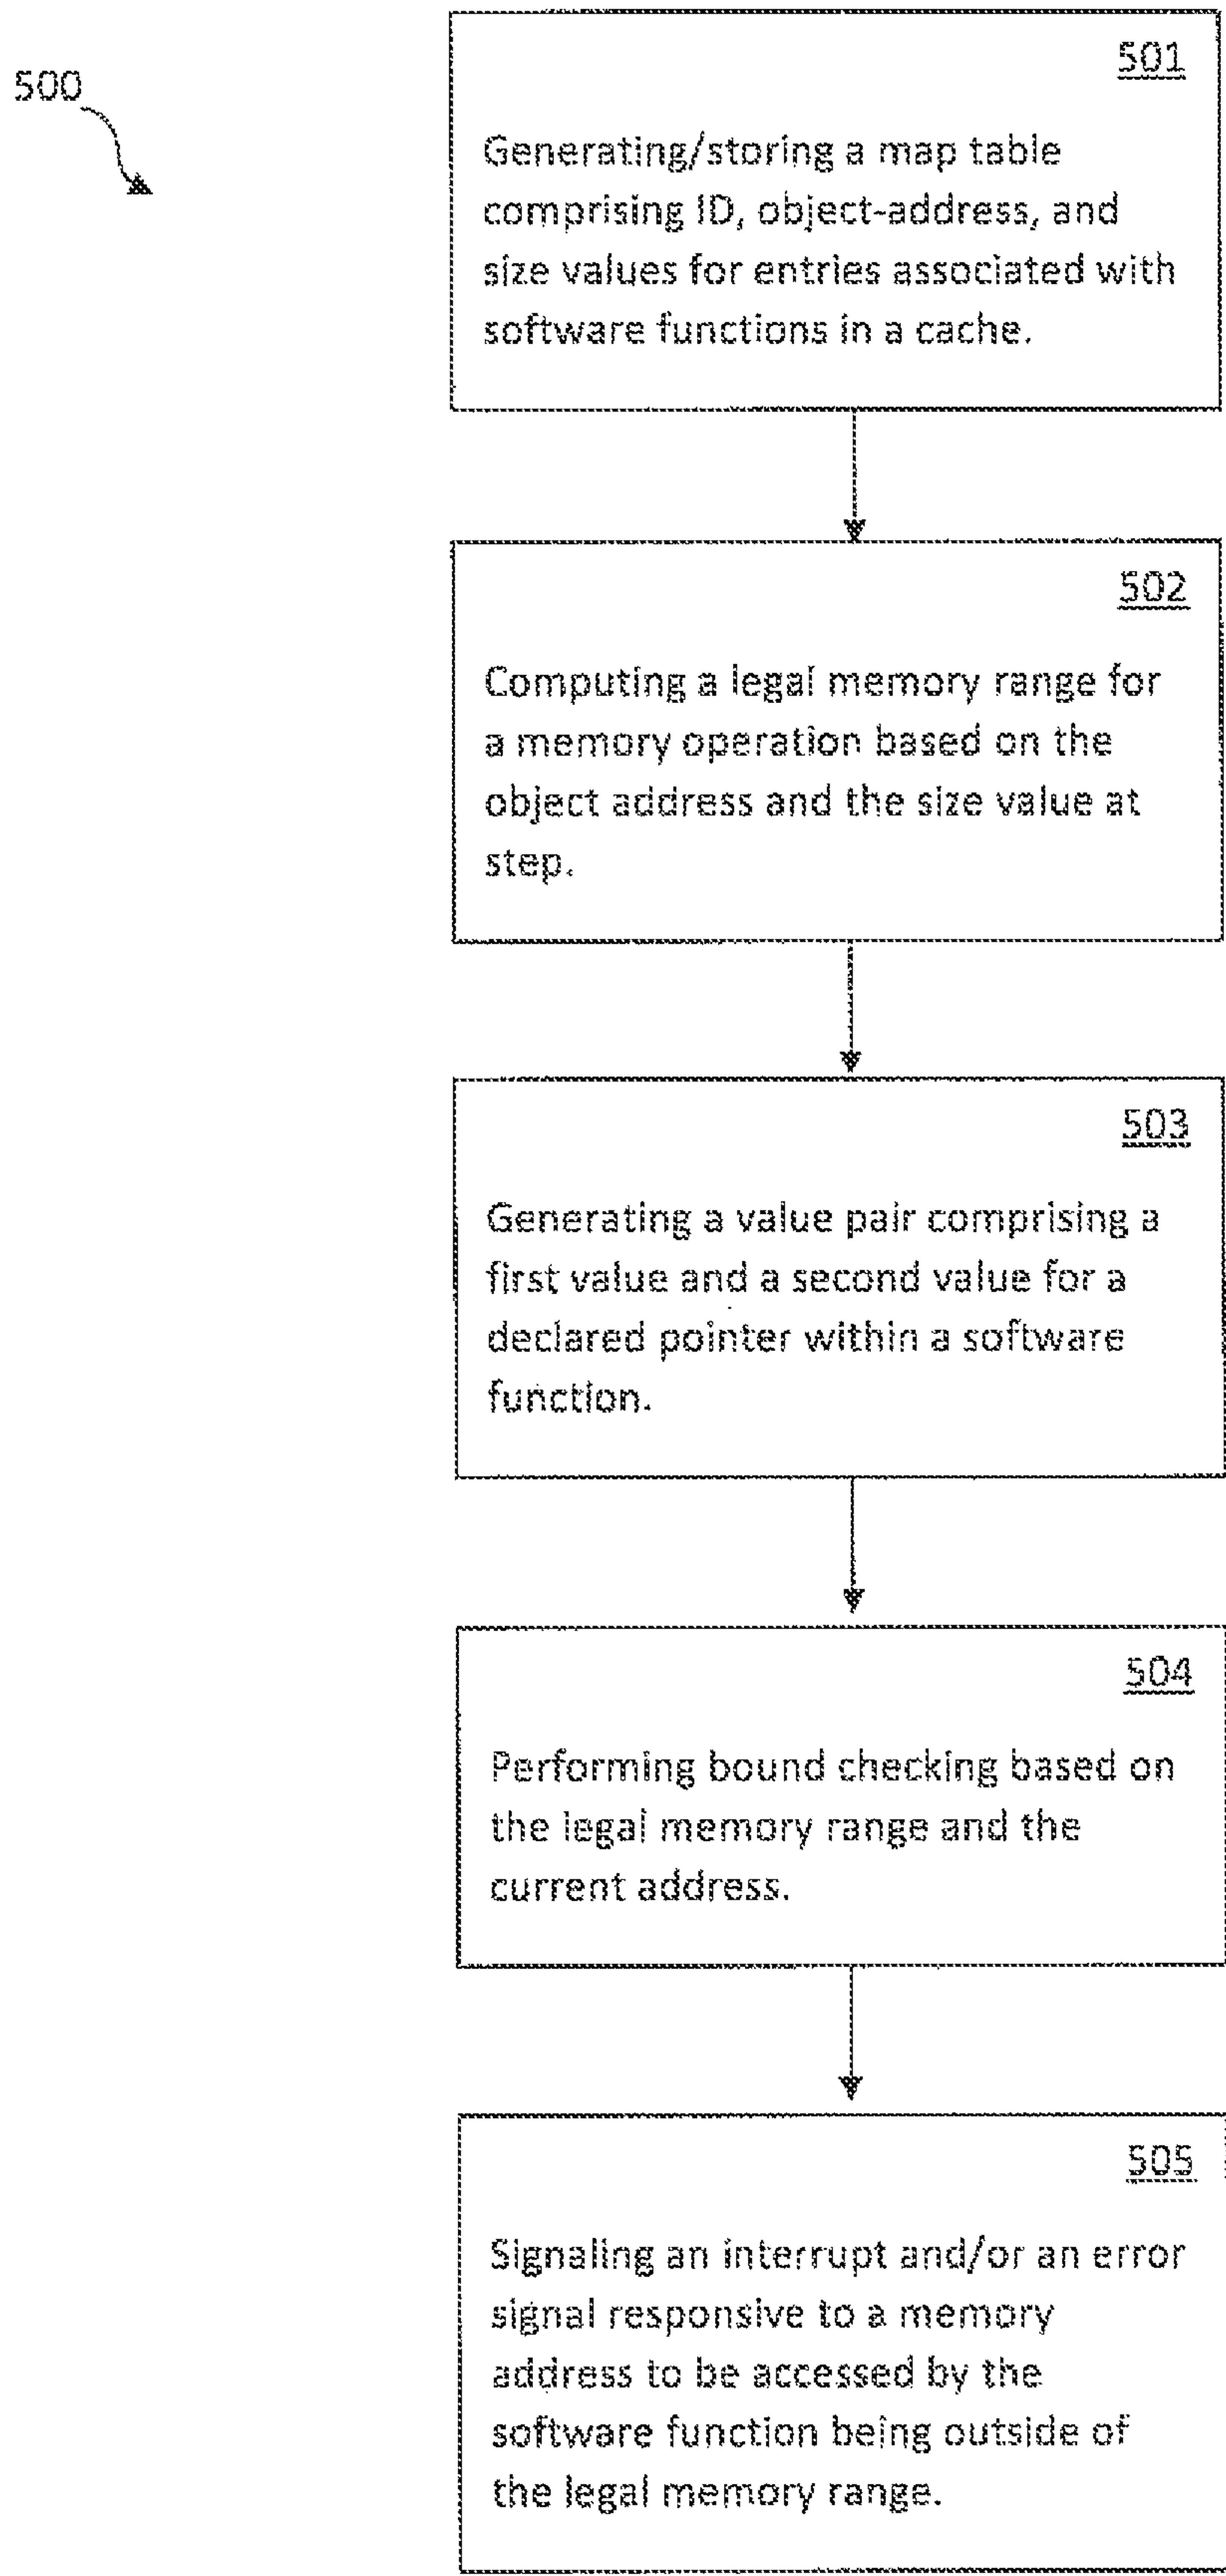 500
501
Generating/storing a map table
comprising ID, object-address, and
size values for entries associated with
software functions in a cache.
502
Computing a legal memory range for
a memory operation based on the
object address and the size value at
step.
503
Generating a value pair comprising a
first value and a second value for a
declared pointer within a software
function.
504
Performing bound checking based on
the legal memory range and the
current address.
505
Signaling an interrupt and/or an error
signal responsive to a memory
address to be accessed by the
software function being outside of
the legal memory range.